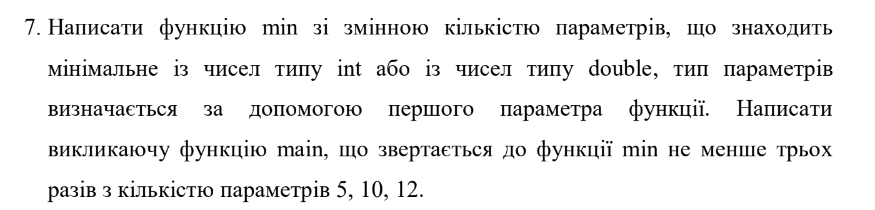 7. Написати функцію min зі змінною кількістю параметрів, що знаходить
мінімальне із чисел типу int або із чисел типу double, тип параметрів
визначається за допомогою першого параметра функції. Написати
викликаючу функцію main, що звертається до функції min не менше трьох
разів з кількістю параметрів 5, 10, 12.